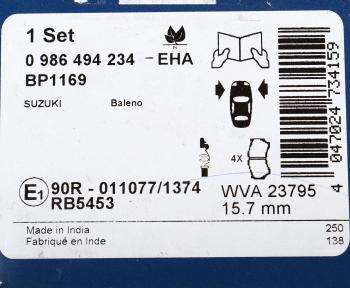 1 Set
0 986 494 234 - EHA
N
BP1169
SUZUKI Baleno
4X
4 047024 734159
E1 90R - 011077/1374
RB5453
WVA 23795
15.7 mm
Made in India 250
Fabriqué en Inde 138